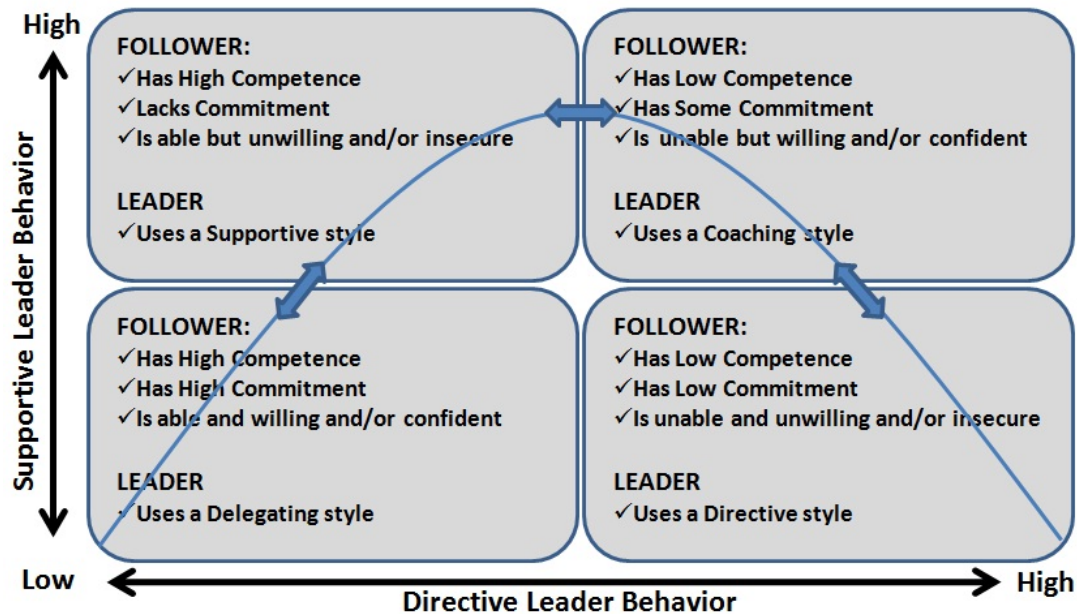 High
Supportive Leader Behavior
FOLLOWER:
✓Has High Competence
✓Lacks Commitment
✓Is able but unwilling and/or insecure
LEADER
✓Uses a Supportive style
FOLLOWER:
✓Has Low Competence
✓Has Some Commitment
✓Is unable but willing and/or confident
LEADER
✓Uses a Coaching style
FOLLOWER:
✓Has High Competence
✓Has High Commitment
✓Is able and willing and/or confident
LEADER
✓Uses a Delegating style
FOLLOWER:
✓Has Low Competence
✓Has Low Commitment
✓Is unable and unwilling and/or insecure
LEADER
✓Uses a Directive style
Low
Directive Leader Behavior
High